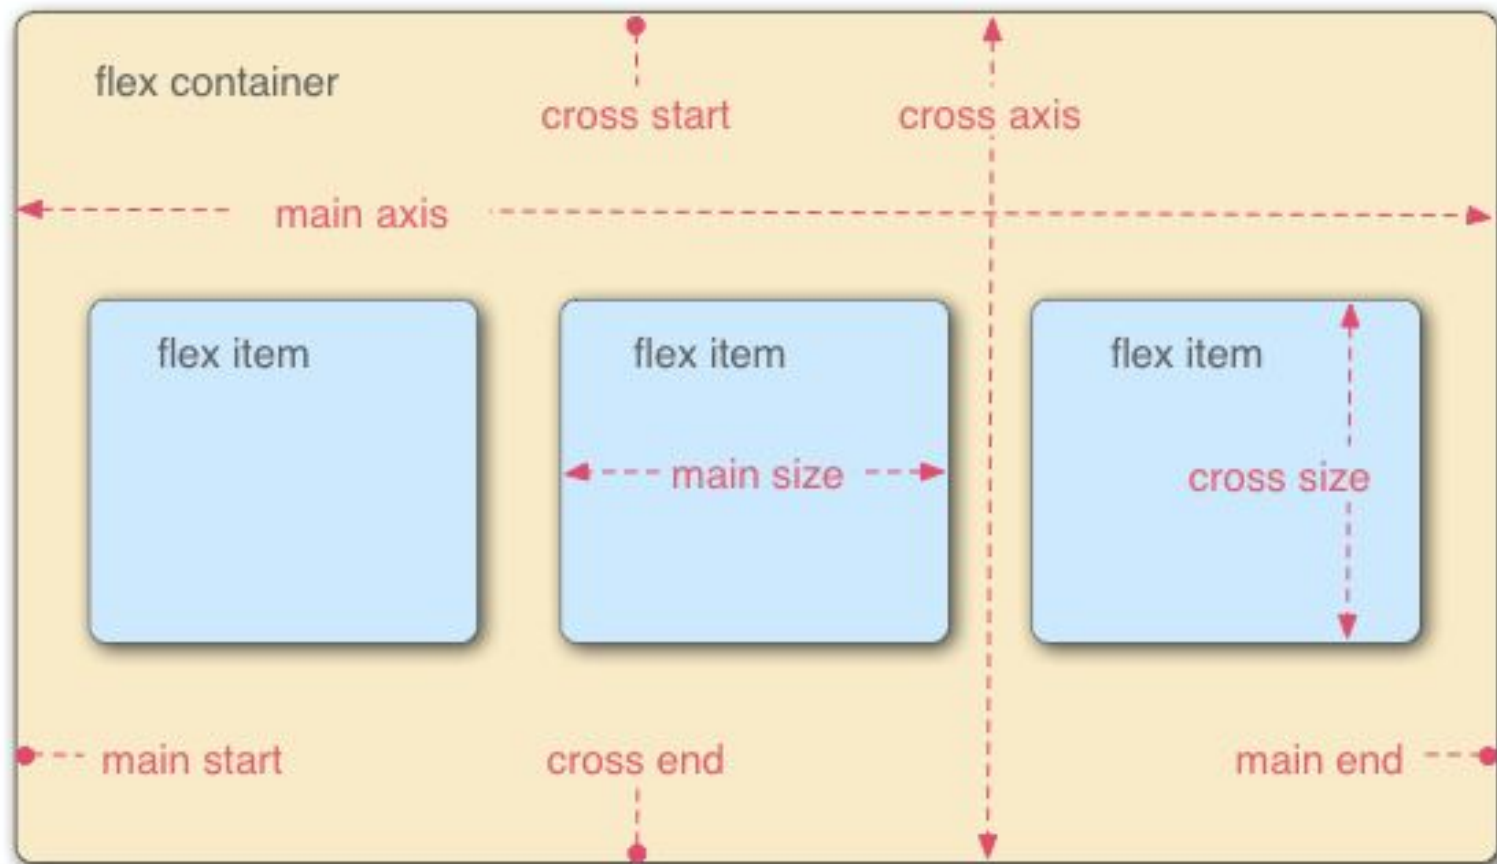 flex container
cross start
cross axis
main axis
flex item
flex item
flex item
main size
cross size
main start
cross end
main end